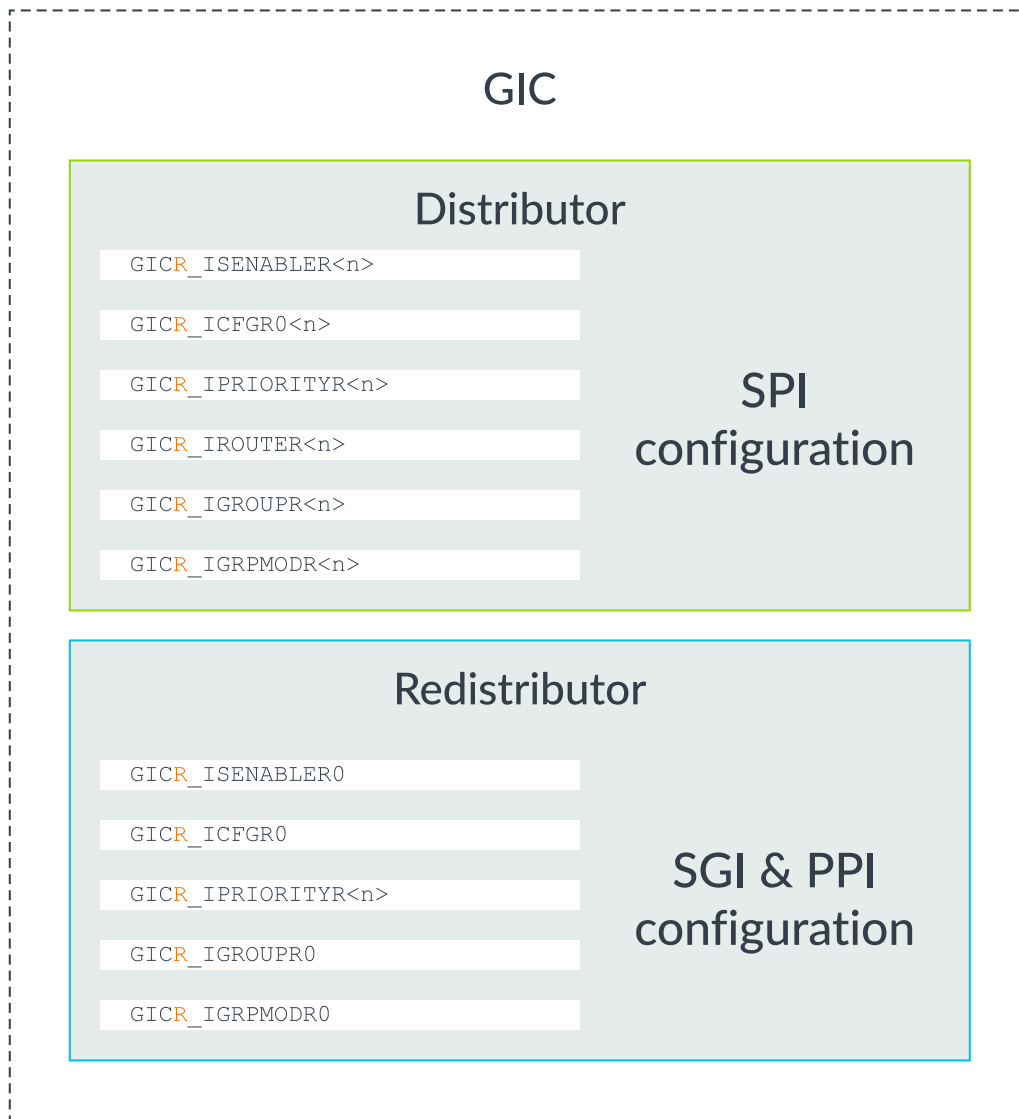 GIC
Distributor
GICR_ISENABLER<n>
GICR_ICFGR0<n>
GICR_IPRIORITYR<n>
GICR_IROUTER<n>
GICR_IGROUPR<n>
GICR_IGRPMODR<n>
SPI
configuration
Redistributor
GICR_ISENABLER0
GICR_ICFGR0
GICR_IPRIORITYR<n>
GICR_IGROUPR0
GICR_IGRPMODR0
SGI & PPI
configuration